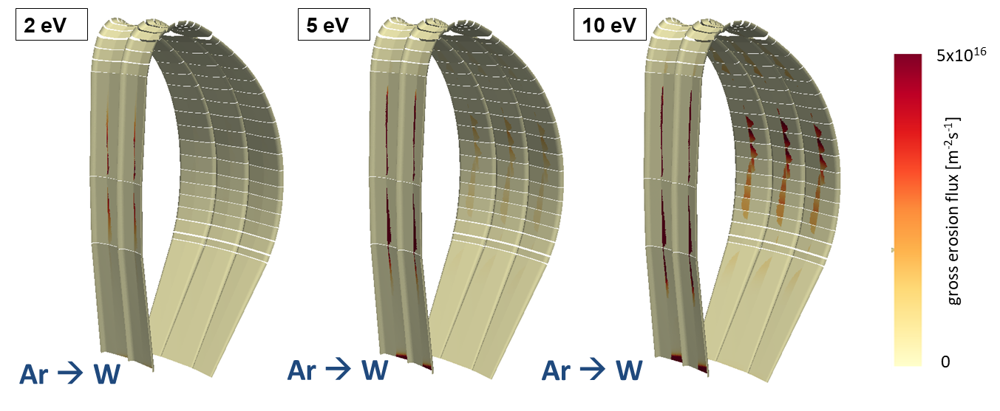 2 eV
5 eV
10 eV
5x10¹⁶
gross erosion flux [m⁻²s⁻¹]
0
Ar → W
Ar → W
Ar → W